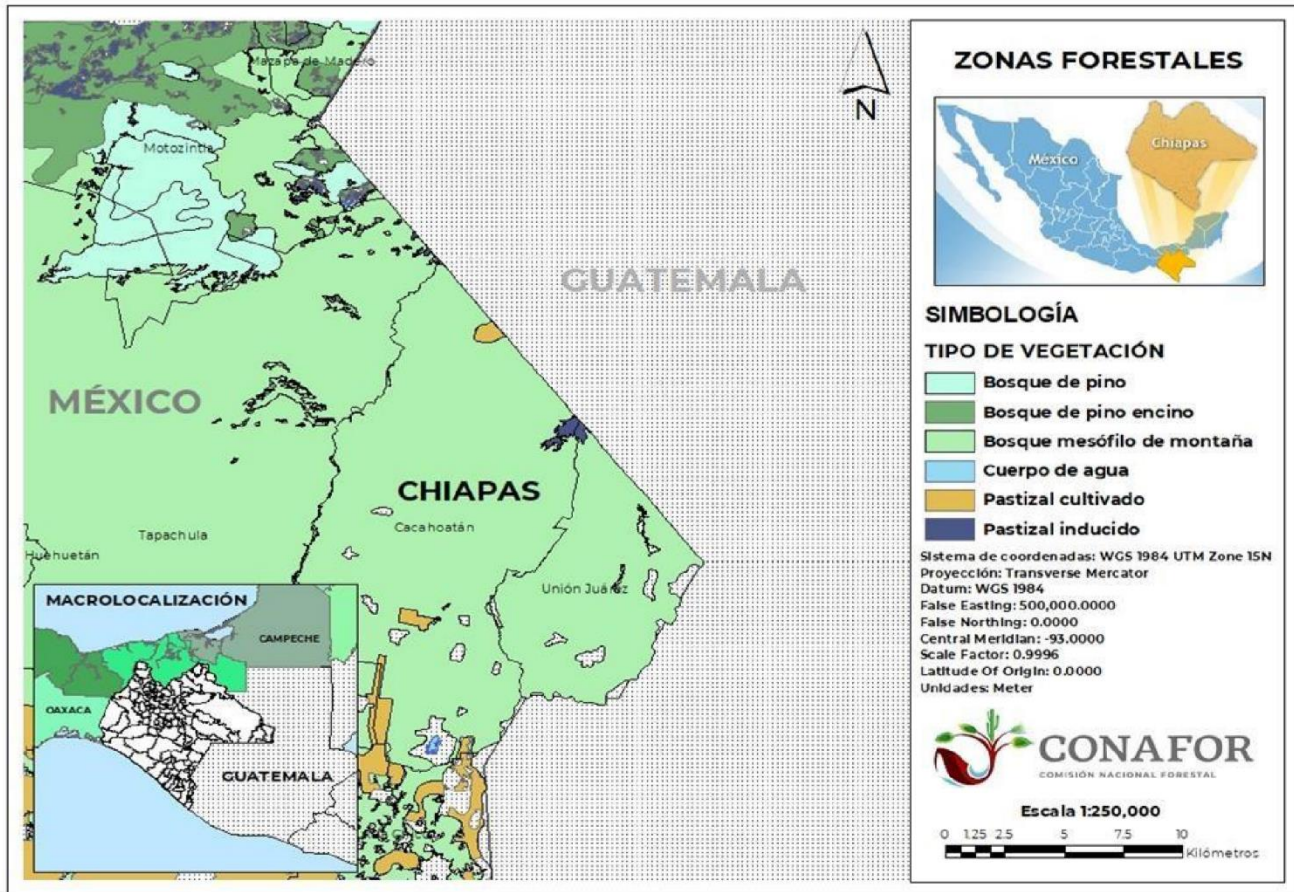 Mazapa de Madero
Motozintla
N
GUATEMALA
MÉXICO
CHIAPAS
Cacahoatán
Tapachula
Huehuetán
Unión Juárez
MACROLOCALIZACIÓN
CAMPECHE
OAXACA
GUATEMALA
ZONAS FORESTALES
México
Chiapas
SIMBOLOGÍA
TIPO DE VEGETACIÓN
Bosque de pino
Bosque de pino encino
Bosque mesófilo de montaña
Cuerpo de agua
Pastizal cultivado
Pastizal inducido
Sistema de coordenadas: WGS 1984 UTM Zone 15N
Proyección: Transverse Mercator
Datum: WGS 1984
False Easting: 500,000.0000
False Northing: 0.0000
Central Meridian: -93.0000
Scale Factor: 0.9996
Latitude Of Origin: 0.0000
Unidades: Meter
CONAFOR
COMISIÓN NACIONAL FORESTAL
Escala 1:250,000
0 1.25 2.5 5 7.5 10
Kilómetros